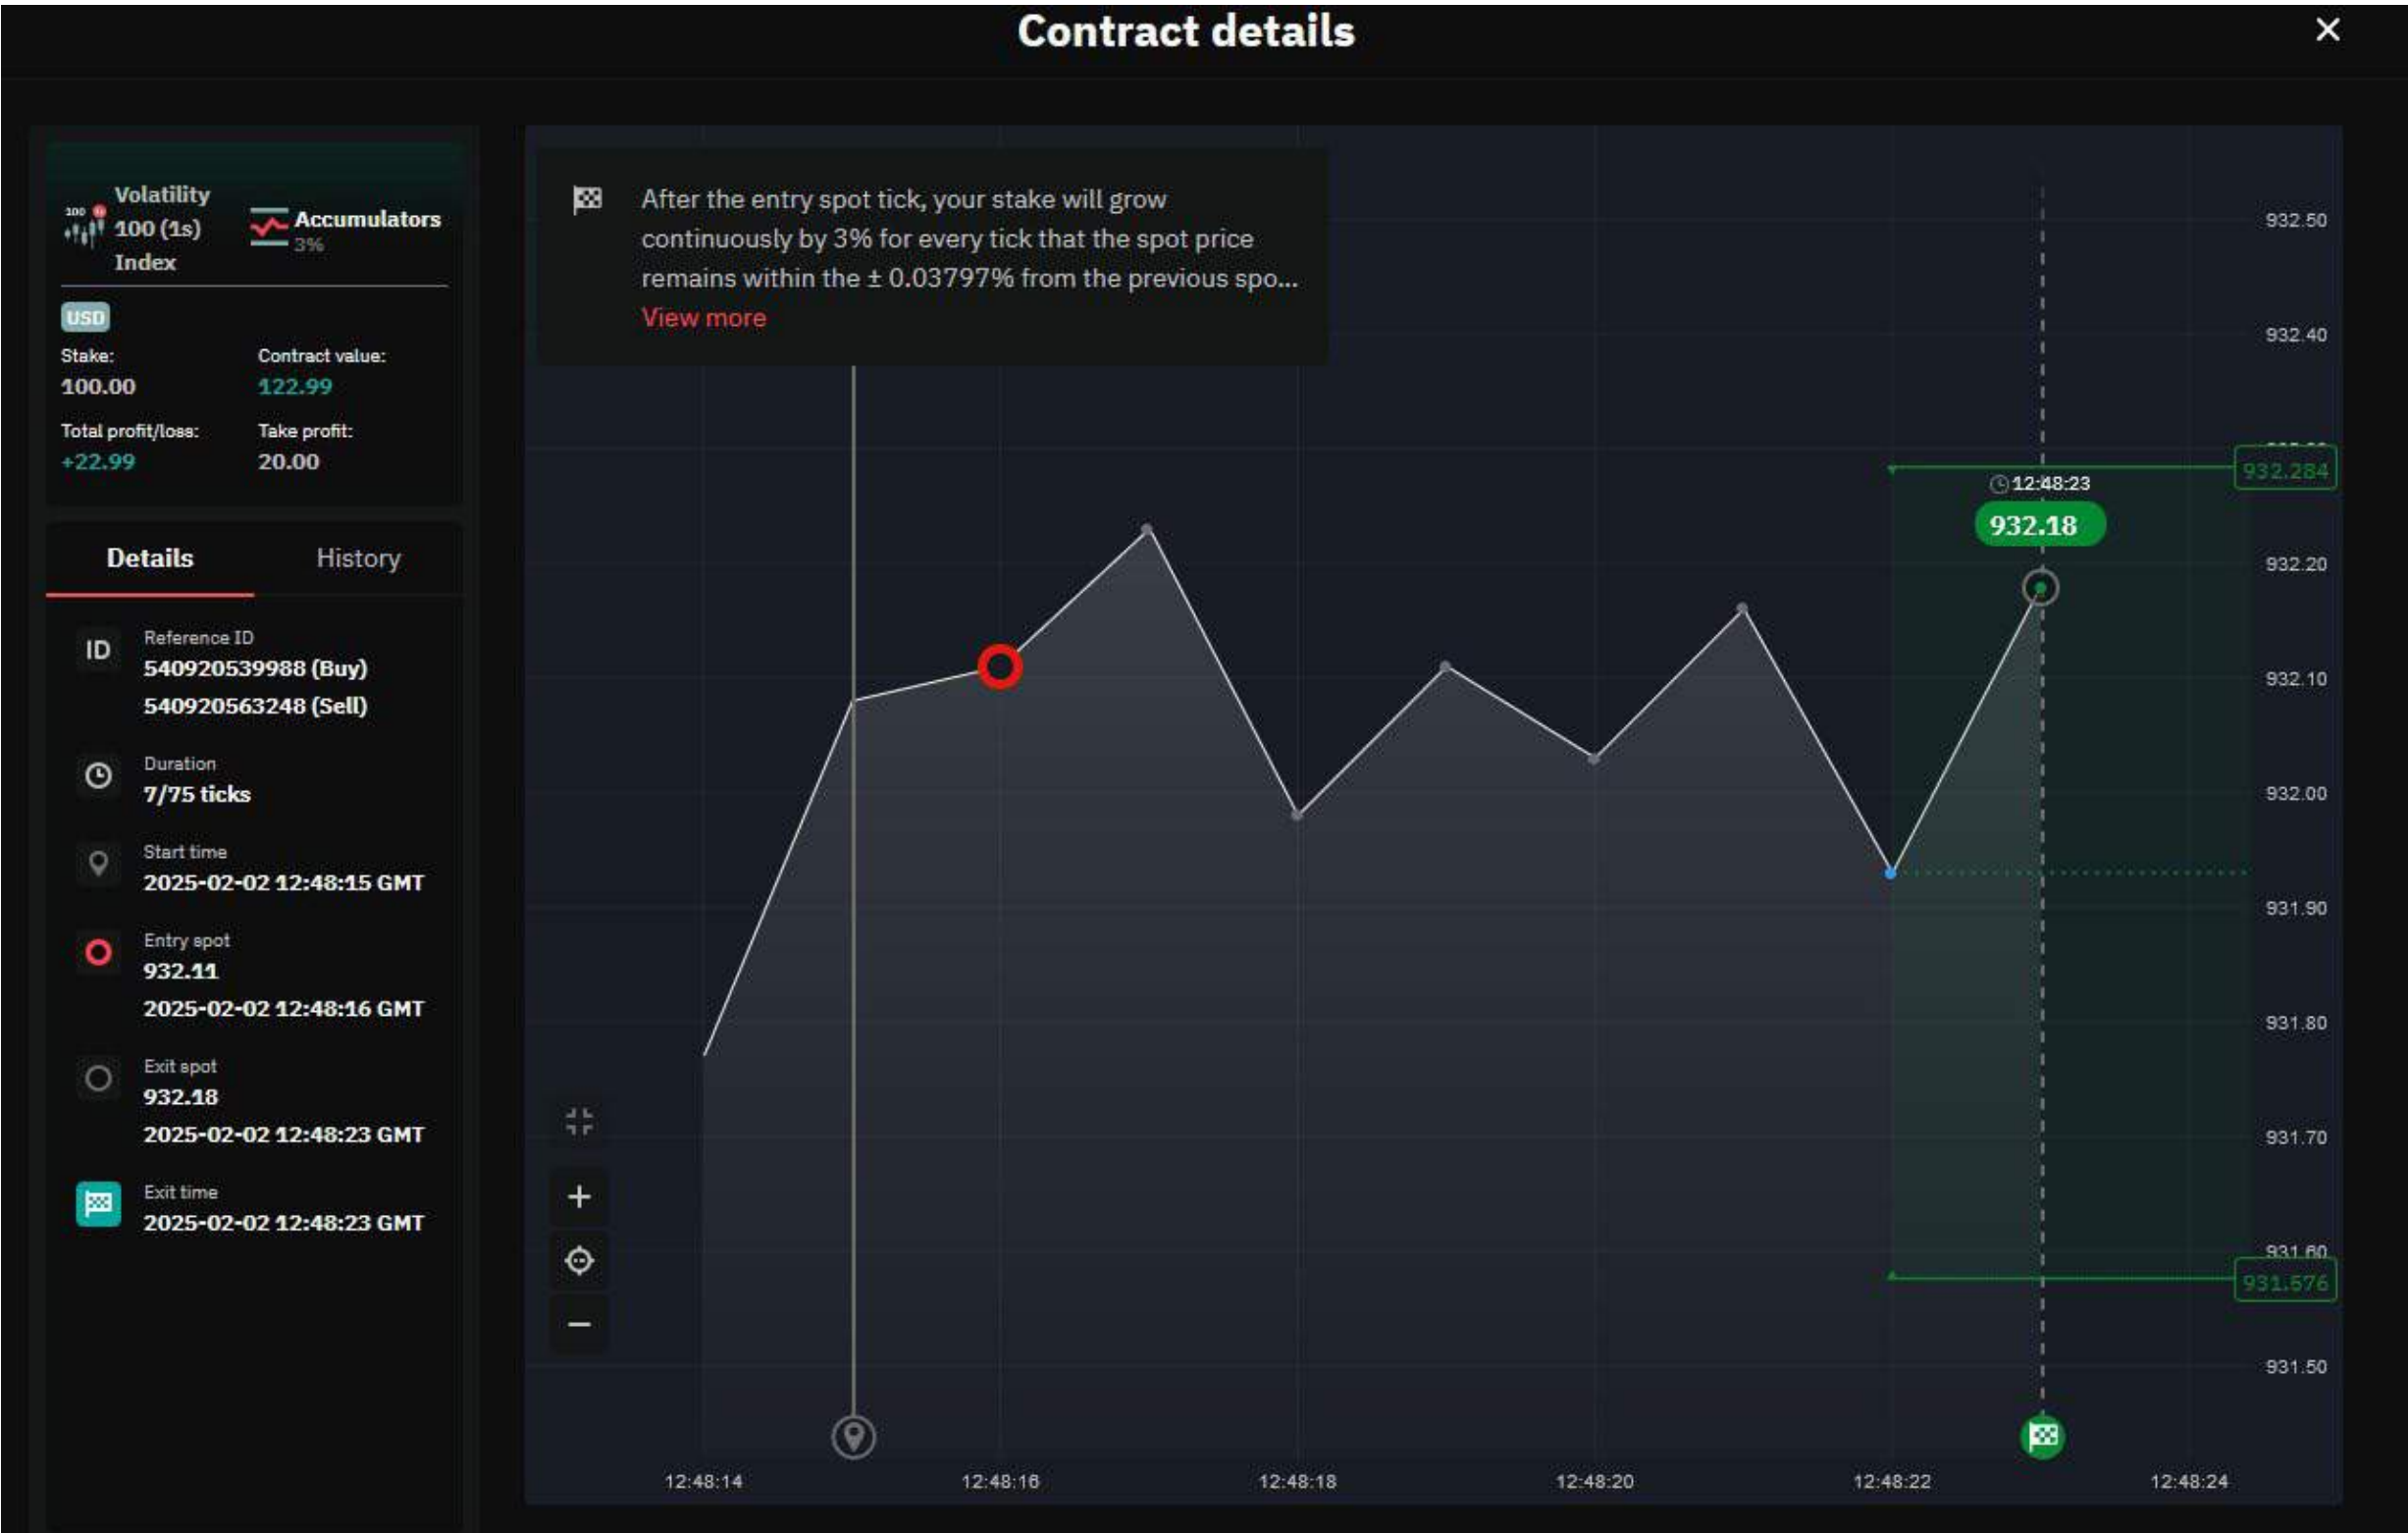 Contract details
Volatility
100 (1s)
Index
100
Accumulators
3%
USD
Stake:
100.00
Contract value:
122.99
Total profit/loss:
+22.99
Take profit:
20.00
Details
History
ID
Reference ID
540920539988 (Buy)
540920563248 (Sell)
Duration
7/75 ticks
Start time
2025-02-02 12:48:15 GMT
Entry spot
932.11
2025-02-02 12:48:16 GMT
Exit spot
932.18
2025-02-02 12:48:23 GMT
Exit time
2025-02-02 12:48:23 GMT
After the entry spot tick, your stake will grow
continuously by 3% for every tick that the spot price
remains within the ± 0.03797% from the previous spo...
View more
12:48:23
932.18
932.50
932.40
932.284
932.20
932.10
932.00
931.90
931.80
931.70
931.60
931.576
931.50
12:48:14
12:48:16
12:48:18
12:48:20
12:48:22
12:48:24